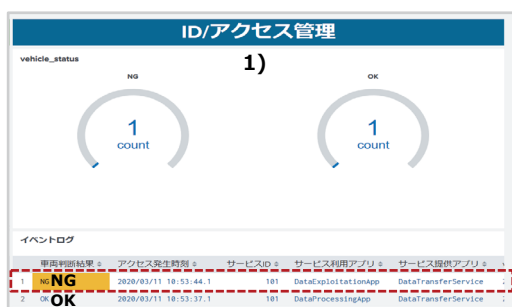 ID/アクセス管理
vehicle_status
1)
NG
OK
1
count
1
count
イベントログ
車両判断結果 アクセス発生時刻 サービスID サービス利用アプリ サービス提供アプリ
1 NG NG 2020/03/11 10:53:44.1 101 DataExploitationApp DataTransferService 2
2 OK OK 2020/03/11 10:53:37.1 101 DataProcessingApp DataTransferService 2